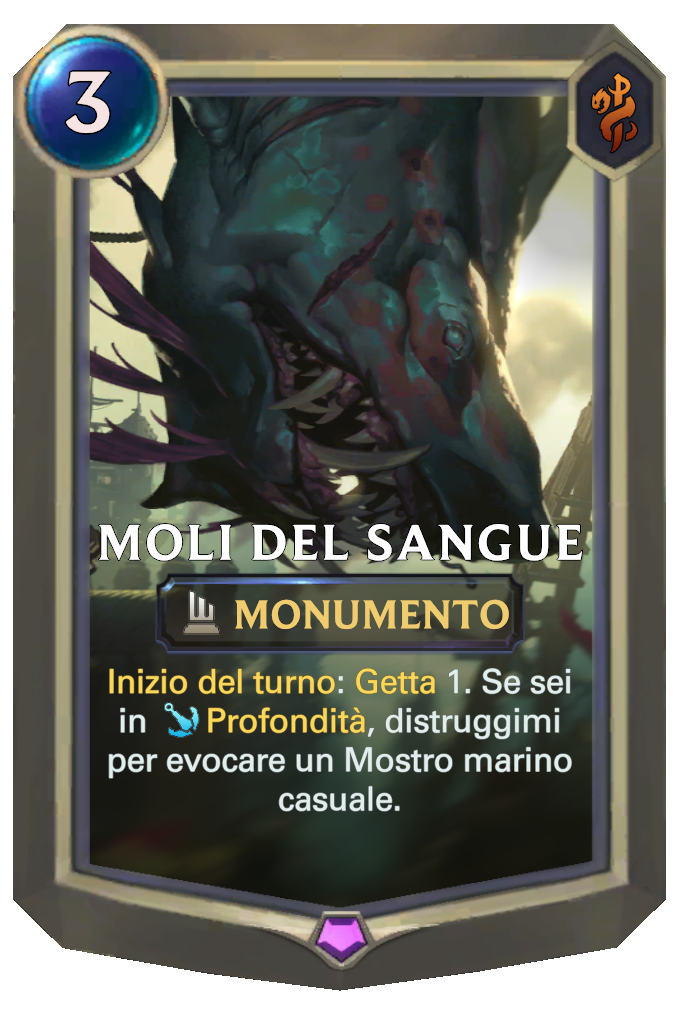 3
MOLI DEL SANGUE
MONUMENTO
Inizio del turno: Getta 1. Se sei
in Profondità, distruggimi
per evocare un Mostro marino
casuale.